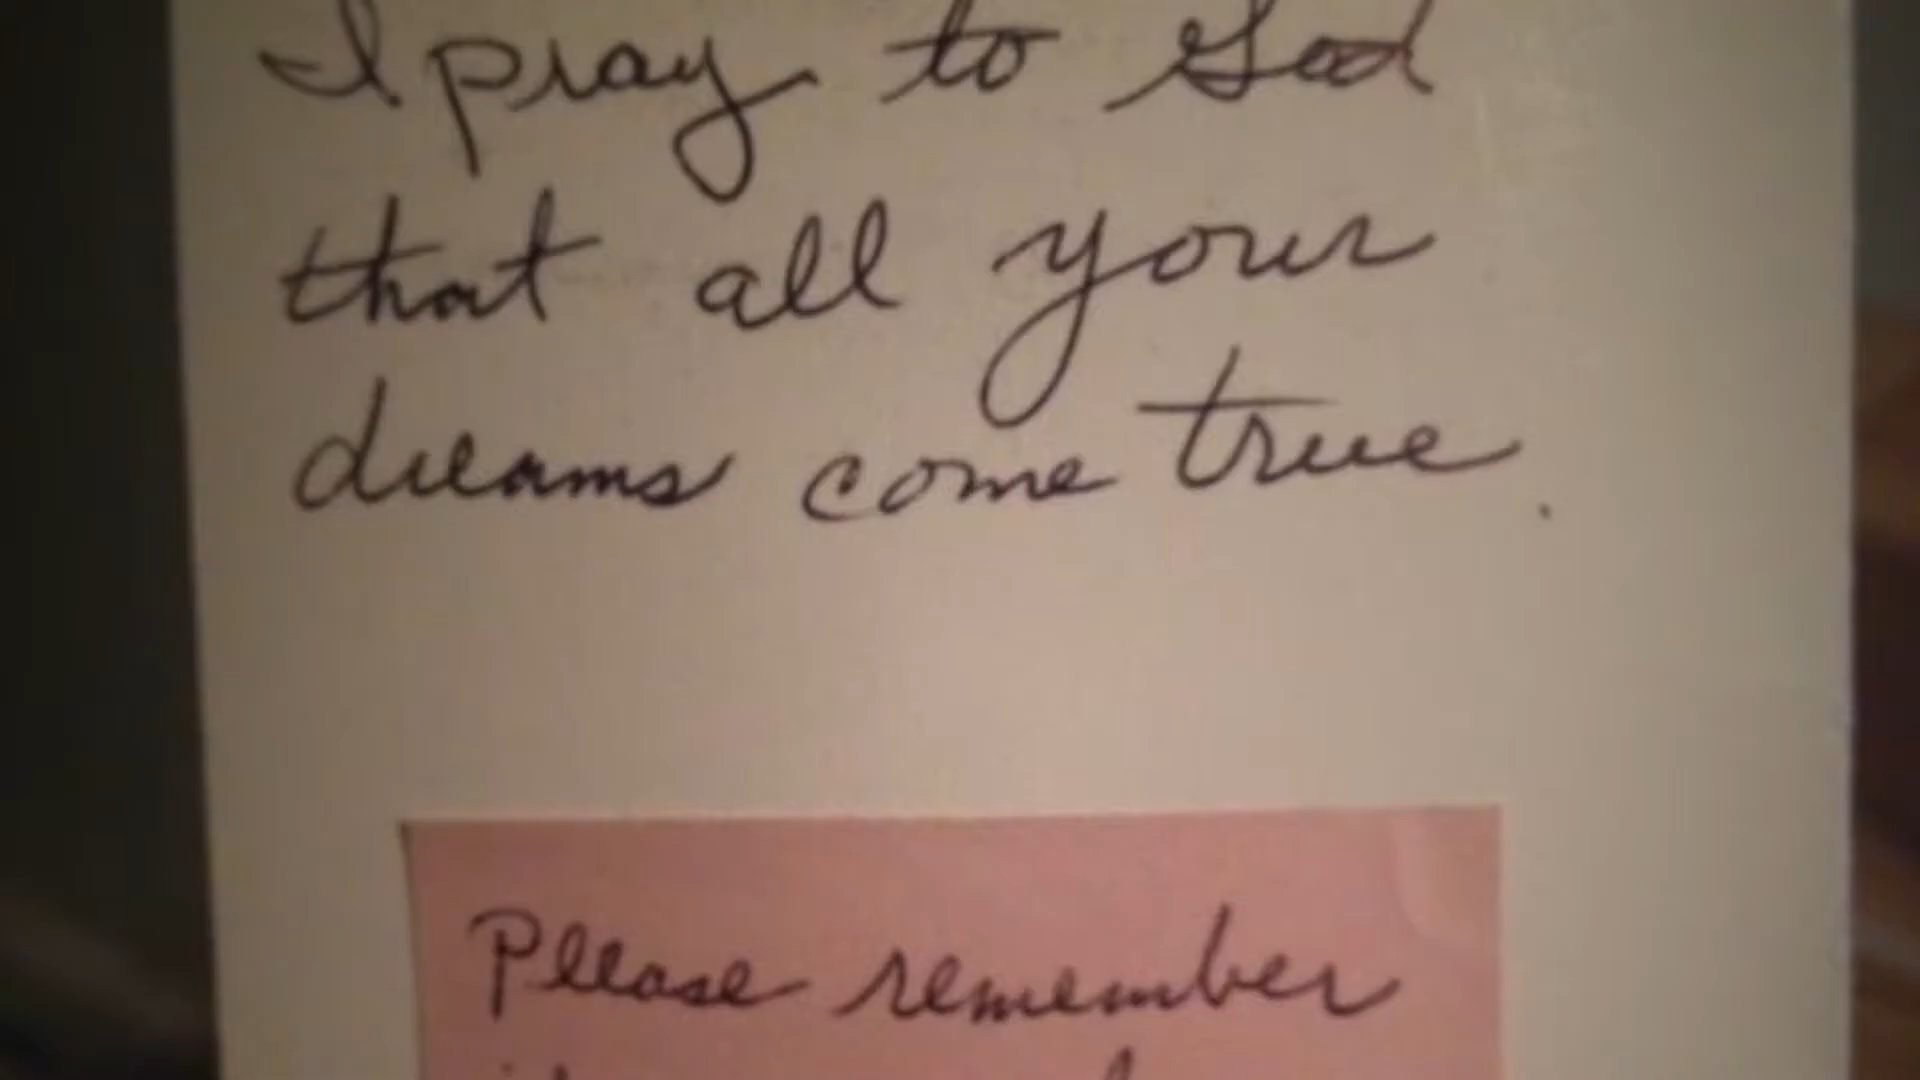 I pray to God
that all your
dreams come true.
Please remember